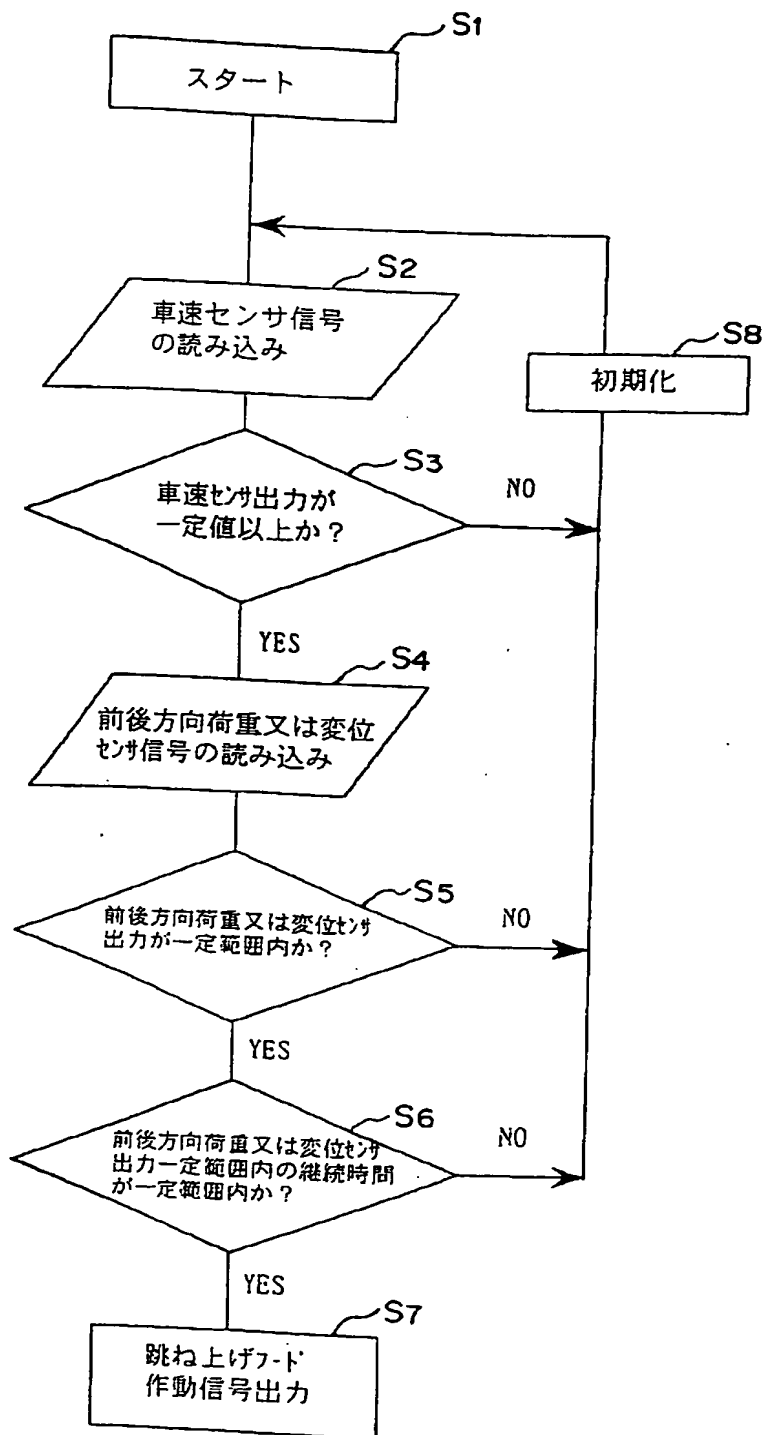 S1
スタート
S2
車速センサ信号
の読み込み
S8
初期化
S3
車速ｾﾝｻ出力が
一定値以上か？
NO
YES
S4
前後方向荷重又は変位
ｾﾝｻ信号の読み込み
S5
前後方向荷重又は変位ｾﾝｻ
出力が一定範囲内か？
NO
YES
S6
前後方向荷重又は変位ｾﾝｻ
出力一定範囲内の継続時間
が一定範囲内か？
NO
YES
S7
跳ね上げﾌｰﾄﾞ
作動信号出力